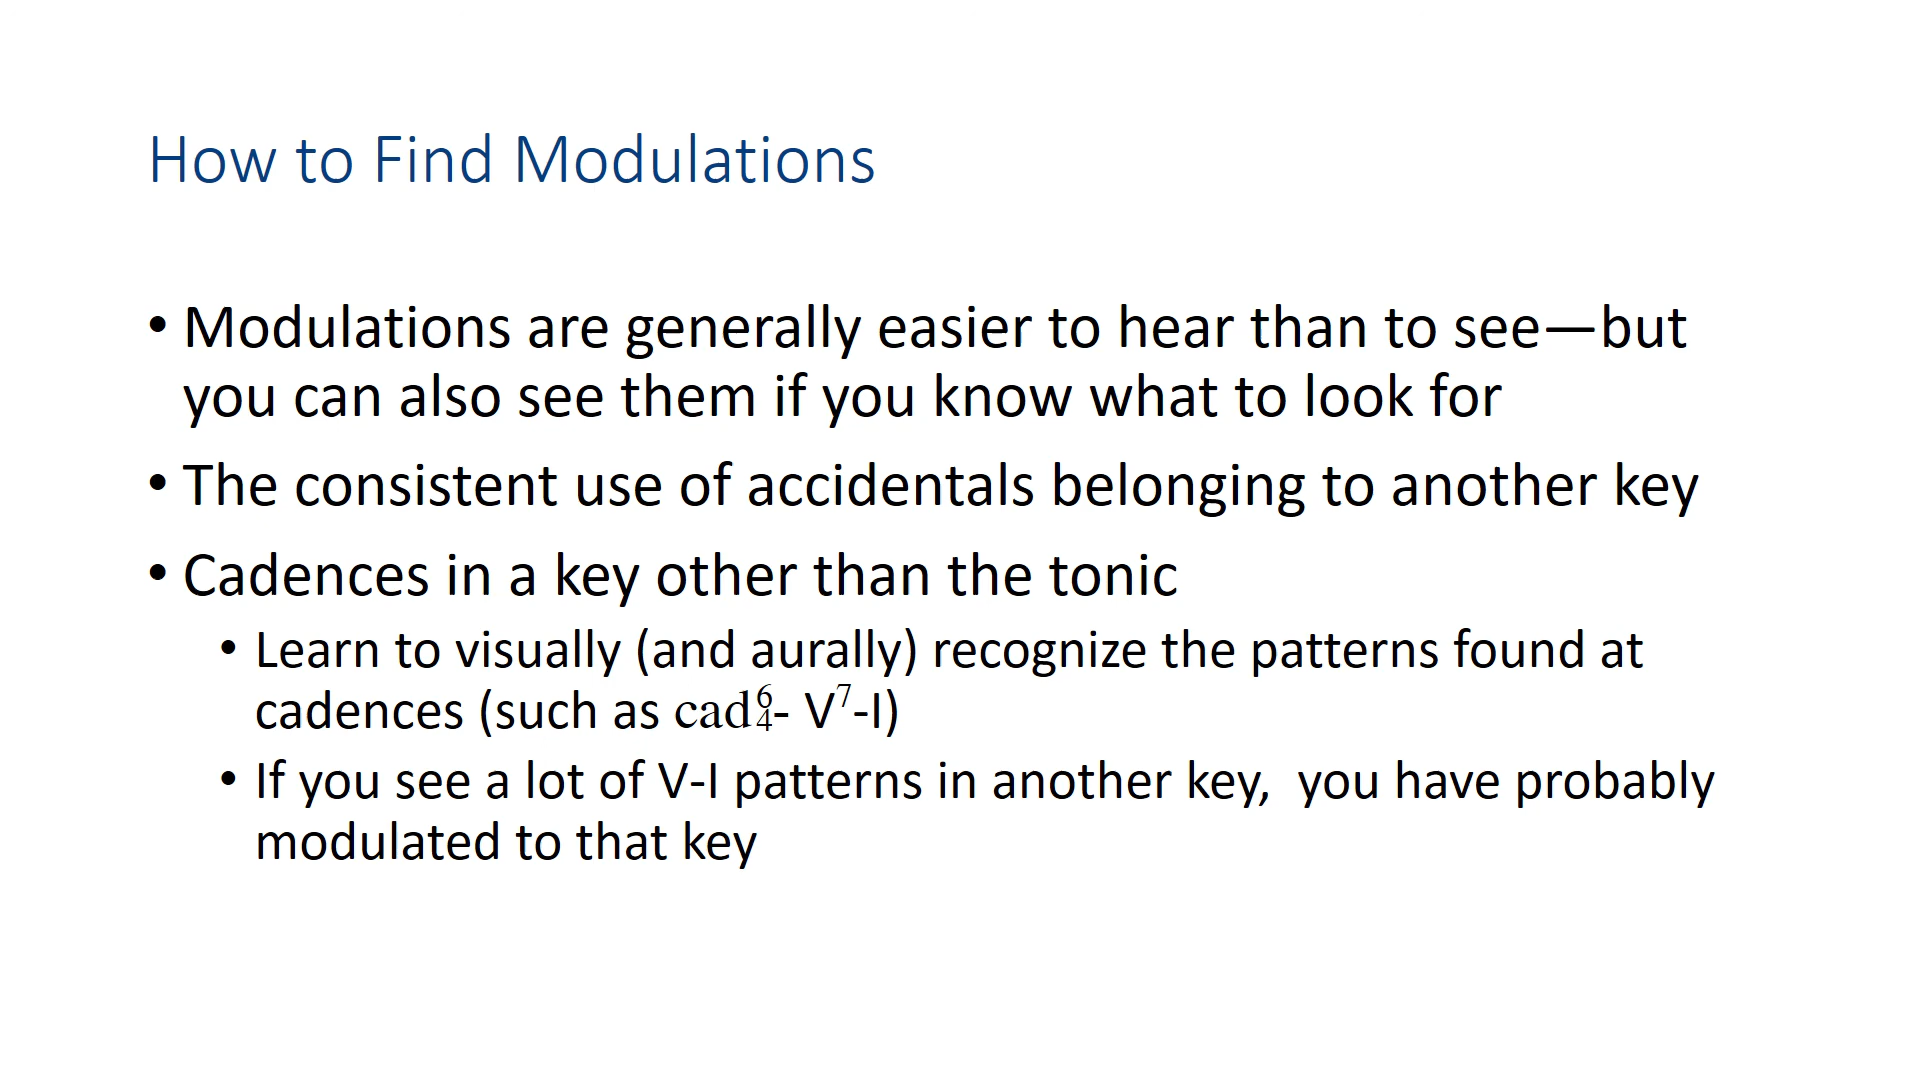 How to Find Modulations
• Modulations are generally easier to hear than to see—but
you can also see them if you know what to look for
• The consistent use of accidentals belonging to another key
• Cadences in a key other than the tonic
• Learn to visually (and aurally) recognize the patterns found at
cadences (such as cad⁶₄- V⁷-I)
• If you see a lot of V-I patterns in another key,  you have probably
modulated to that key